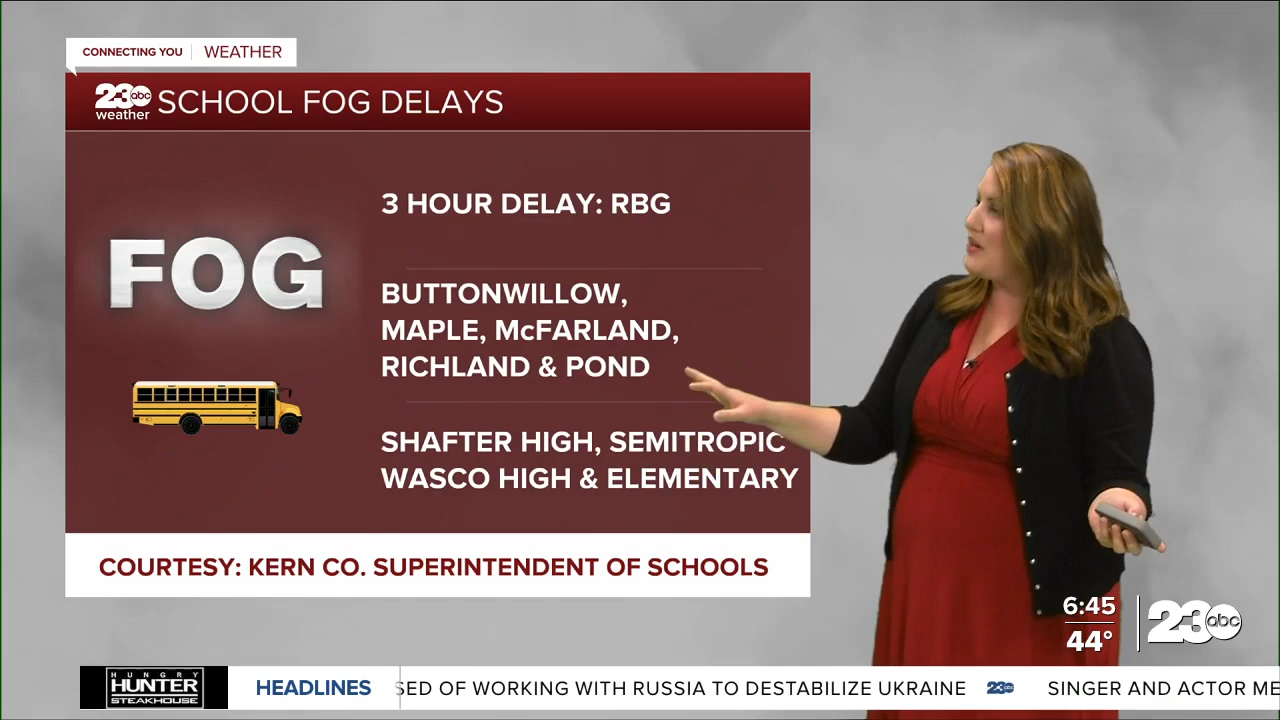 CONNECTING YOU | WEATHER
23 abc
weather
SCHOOL FOG DELAYS
FOG
3 HOUR DELAY: RBG
BUTTONWILLOW,
MAPLE, McFARLAND,
RICHLAND & POND
SHAFTER HIGH, SEMITROPIC
WASCO HIGH & ELEMENTARY
COURTESY: KERN CO. SUPERINTENDENT OF SCHOOLS
6:45
44°
23 abc
HUNGRY
HUNTER
STEAKHOUSE
HEADLINES
SED OF WORKING WITH RUSSIA TO DESTABILIZE UKRAINE 23 abc SINGER AND ACTOR ME